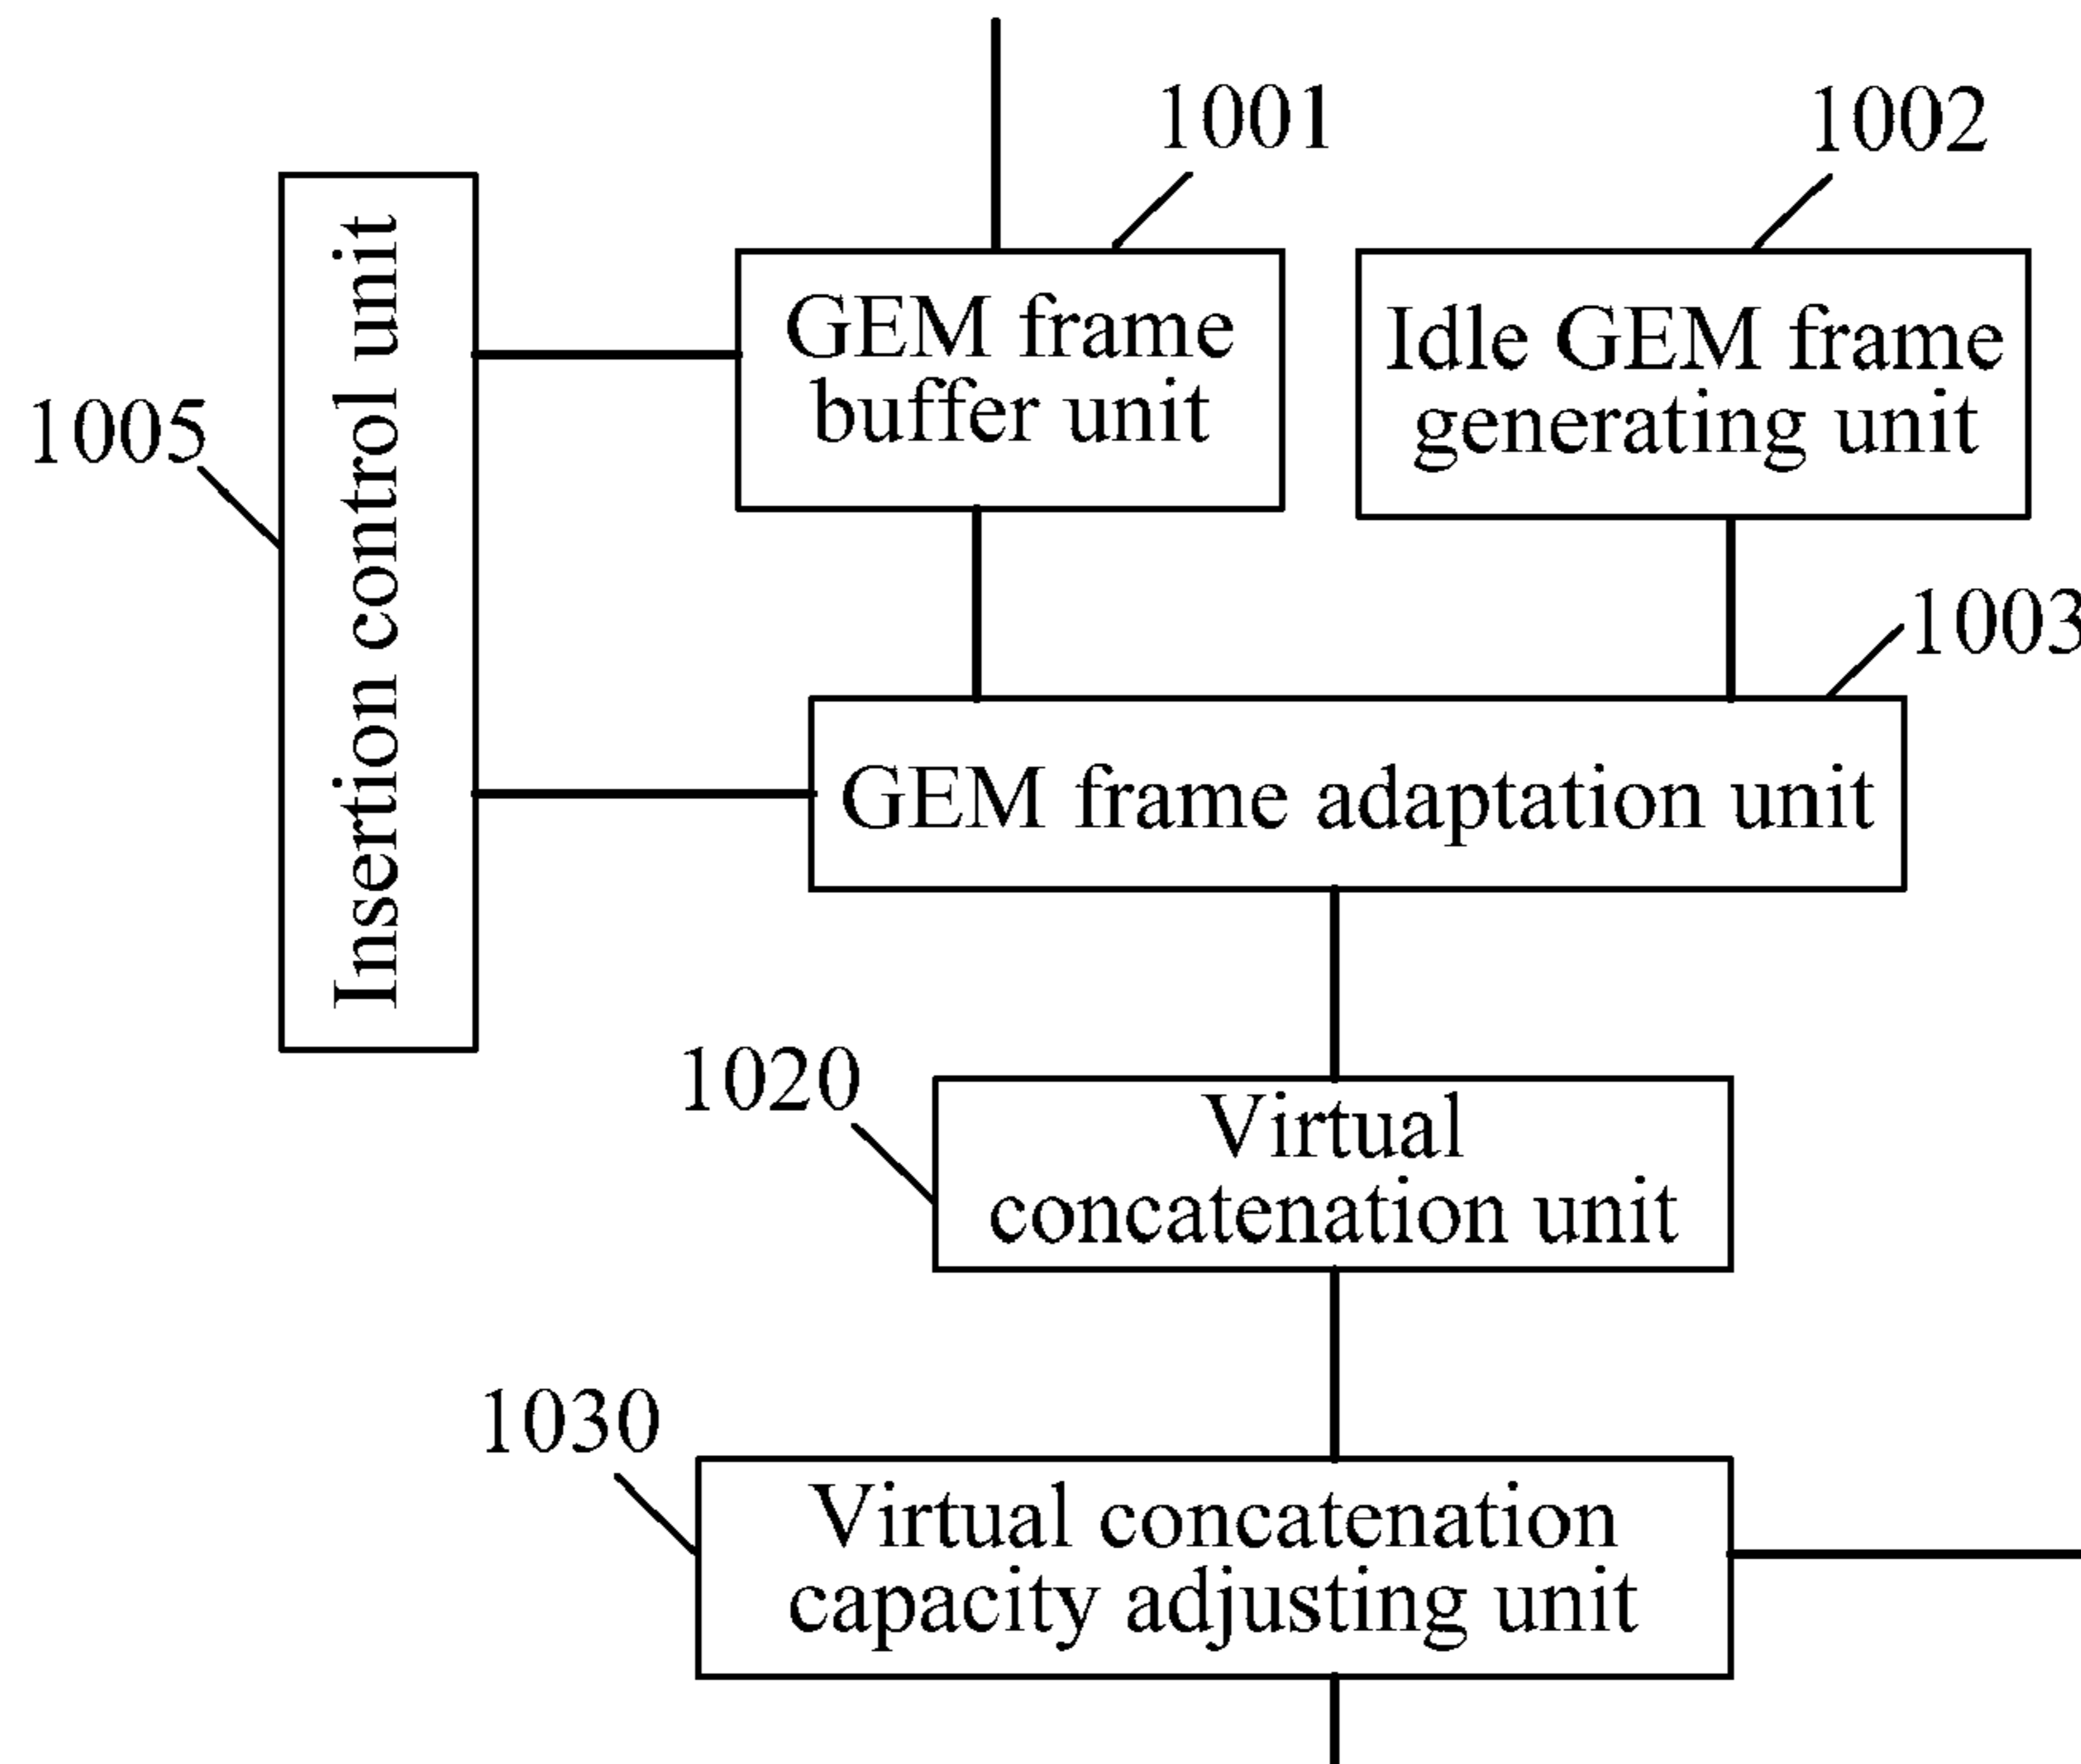 1001
1002
GEM frame
buffer unit
Idle GEM frame
generating unit
Insertion control unit
1005
1003
GEM frame adaptation unit
1020
Virtual
concatenation unit
1030
Virtual concatenation
capacity adjusting unit